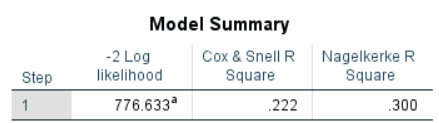 Model Summary
Step -2 Log likelihood Cox & Snell R Square Nagelkerke R Square
1 776.633a .222 .300